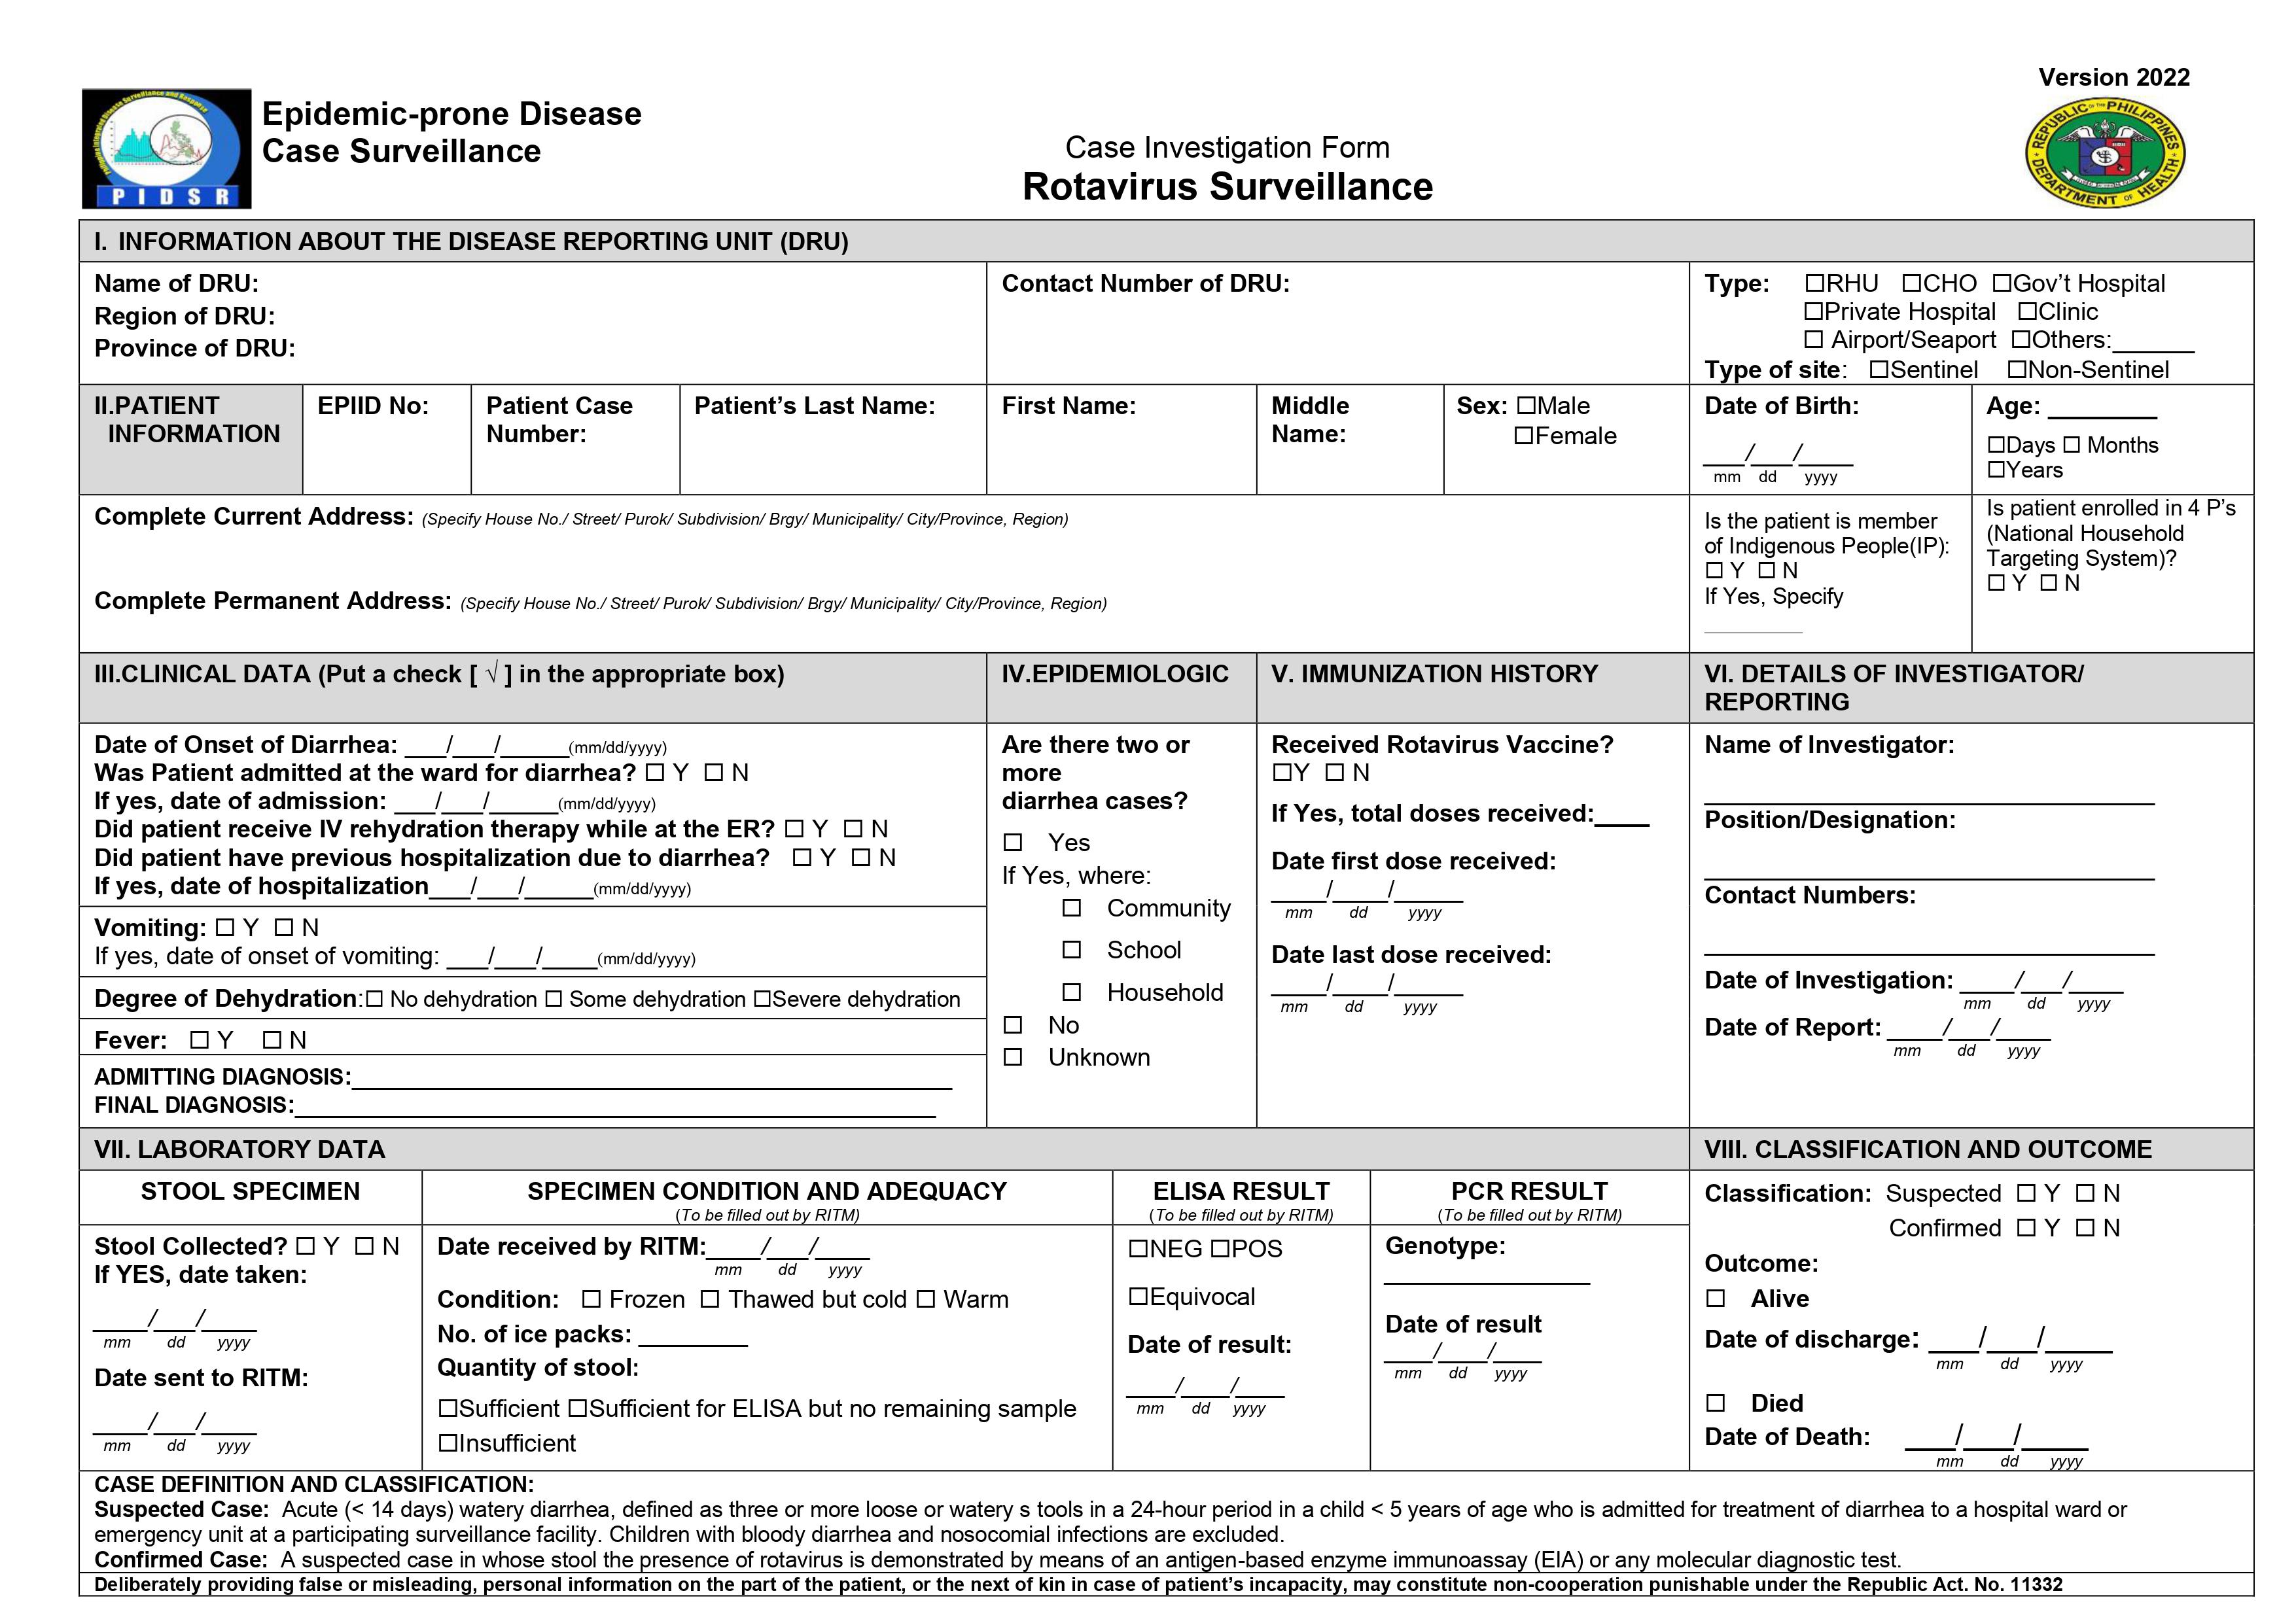 Version 2022
Epidemic-prone Disease
Case Surveillance
PIDSR
Case Investigation Form
Rotavirus Surveillance
REPUBLIC OF THE PHILIPPINES
DEPARTMENT OF HEALTH
I. INFORMATION ABOUT THE DISEASE REPORTING UNIT (DRU)
Name of DRU:
Region of DRU:
Province of DRU:
Contact Number of DRU:
Type: ☐RHU ☐CHO ☐Gov’t Hospital
☐Private Hospital ☐Clinic
☐ Airport/Seaport ☐Others:______
Type of site: ☐Sentinel ☐Non-Sentinel
II.PATIENT
INFORMATION
EPIID No:
Patient Case
Number:
Patient’s Last Name:
First Name:
Middle
Name:
Sex: ☐Male
☐Female
Date of Birth:
___/___/____
mm dd yyyy
Age: ________
☐Days ☐ Months
☐Years
Complete Current Address: (Specify House No./ Street/ Purok/ Subdivision/ Brgy/ Municipality/ City/Province, Region)
Complete Permanent Address: (Specify House No./ Street/ Purok/ Subdivision/ Brgy/ Municipality/ City/Province, Region)
Is the patient is member
of Indigenous People(IP):
☐ Y ☐ N
If Yes, Specify
________
Is patient enrolled in 4 P’s
(National Household
Targeting System)?
☐ Y ☐ N
III.CLINICAL DATA (Put a check [ √ ] in the appropriate box)
Date of Onset of Diarrhea: ___/___/_____(mm/dd/yyyy)
Was Patient admitted at the ward for diarrhea? ☐ Y ☐ N
If yes, date of admission: ___/___/_____(mm/dd/yyyy)
Did patient receive IV rehydration therapy while at the ER? ☐ Y ☐ N
Did patient have previous hospitalization due to diarrhea? ☐ Y ☐ N
If yes, date of hospitalization___/___/_____(mm/dd/yyyy)
Vomiting: ☐ Y ☐ N
If yes, date of onset of vomiting: ___/___/____(mm/dd/yyyy)
Degree of Dehydration:☐ No dehydration ☐ Some dehydration ☐Severe dehydration
Fever: ☐ Y ☐ N
ADMITTING DIAGNOSIS:____________________
FINAL DIAGNOSIS:____________________
IV.EPIDEMIOLOGIC
Are there two or
more
diarrhea cases?
☐ Yes
If Yes, where:
☐ Community
☐ School
☐ Household
☐ No
☐ Unknown
V. IMMUNIZATION HISTORY
Received Rotavirus Vaccine?
☐Y ☐ N
If Yes, total doses received:____
Date first dose received:
____/____/_____
mm dd yyyy
Date last dose received:
____/____/_____
mm dd yyyy
VI. DETAILS OF INVESTIGATOR/
REPORTING
Name of Investigator:
____________________
Position/Designation:
____________________
Contact Numbers:
____________________
Date of Investigation: ____/___/____
mm dd yyyy
Date of Report: ____/___/____
mm dd yyyy
VII. LABORATORY DATA
STOOL SPECIMEN
Stool Collected? ☐ Y ☐ N
If YES, date taken:
____/___/____
mm dd yyyy
Date sent to RITM:
____/___/____
mm dd yyyy
SPECIMEN CONDITION AND ADEQUACY
(To be filled out by RITM)
Date received by RITM:____/___/____
mm dd yyyy
Condition: ☐ Frozen ☐ Thawed but cold ☐ Warm
No. of ice packs: ________
Quantity of stool:
☐Sufficient ☐Sufficient for ELISA but no remaining sample
☐Insufficient
ELISA RESULT
(To be filled out by RITM)
☐NEG ☐POS
☐Equivocal
Date of result:
____/____/____
mm dd yyyy
PCR RESULT
(To be filled out by RITM)
Genotype:
_______________
Date of result
____/____/____
mm dd yyyy
VIII. CLASSIFICATION AND OUTCOME
Classification: Suspected ☐ Y ☐ N
Confirmed ☐ Y ☐ N
Outcome:
☐ Alive
Date of discharge: ___/___/____
mm dd yyyy
☐ Died
Date of Death: ___/___/____
mm dd yyyy
CASE DEFINITION AND CLASSIFICATION:
Suspected Case: Acute (< 14 days) watery diarrhea, defined as three or more loose or watery s tools in a 24-hour period in a child < 5 years of age who is admitted for treatment of diarrhea to a hospital ward or
emergency unit at a participating surveillance facility. Children with bloody diarrhea and nosocomial infections are excluded.
Confirmed Case: A suspected case in whose stool the presence of rotavirus is demonstrated by means of an antigen-based enzyme immunoassay (EIA) or any molecular diagnostic test.
Deliberately providing false or misleading, personal information on the part of the patient, or the next of kin in case of patient’s incapacity, may constitute non-cooperation punishable under the Republic Act. No. 11332